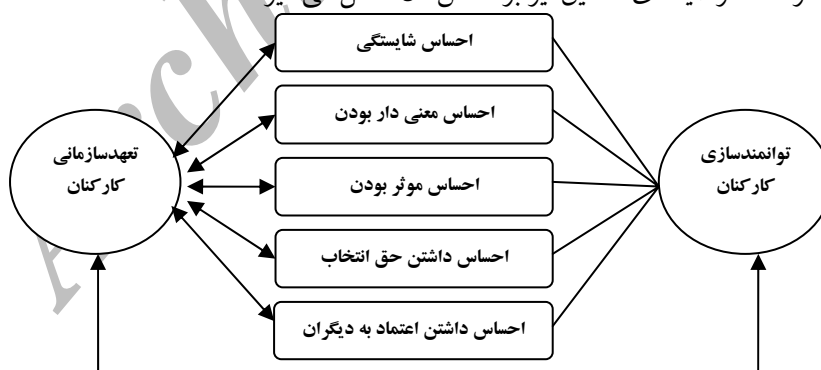 احساس شایستگی
احساس معنی دار بودن
توانمندسازی
کارکنان
تعهدسازمانی
کارکنان
احساس موثر بودن
احساس داشتن حق انتخاب
احساس داشتن اعتماد به دیگران